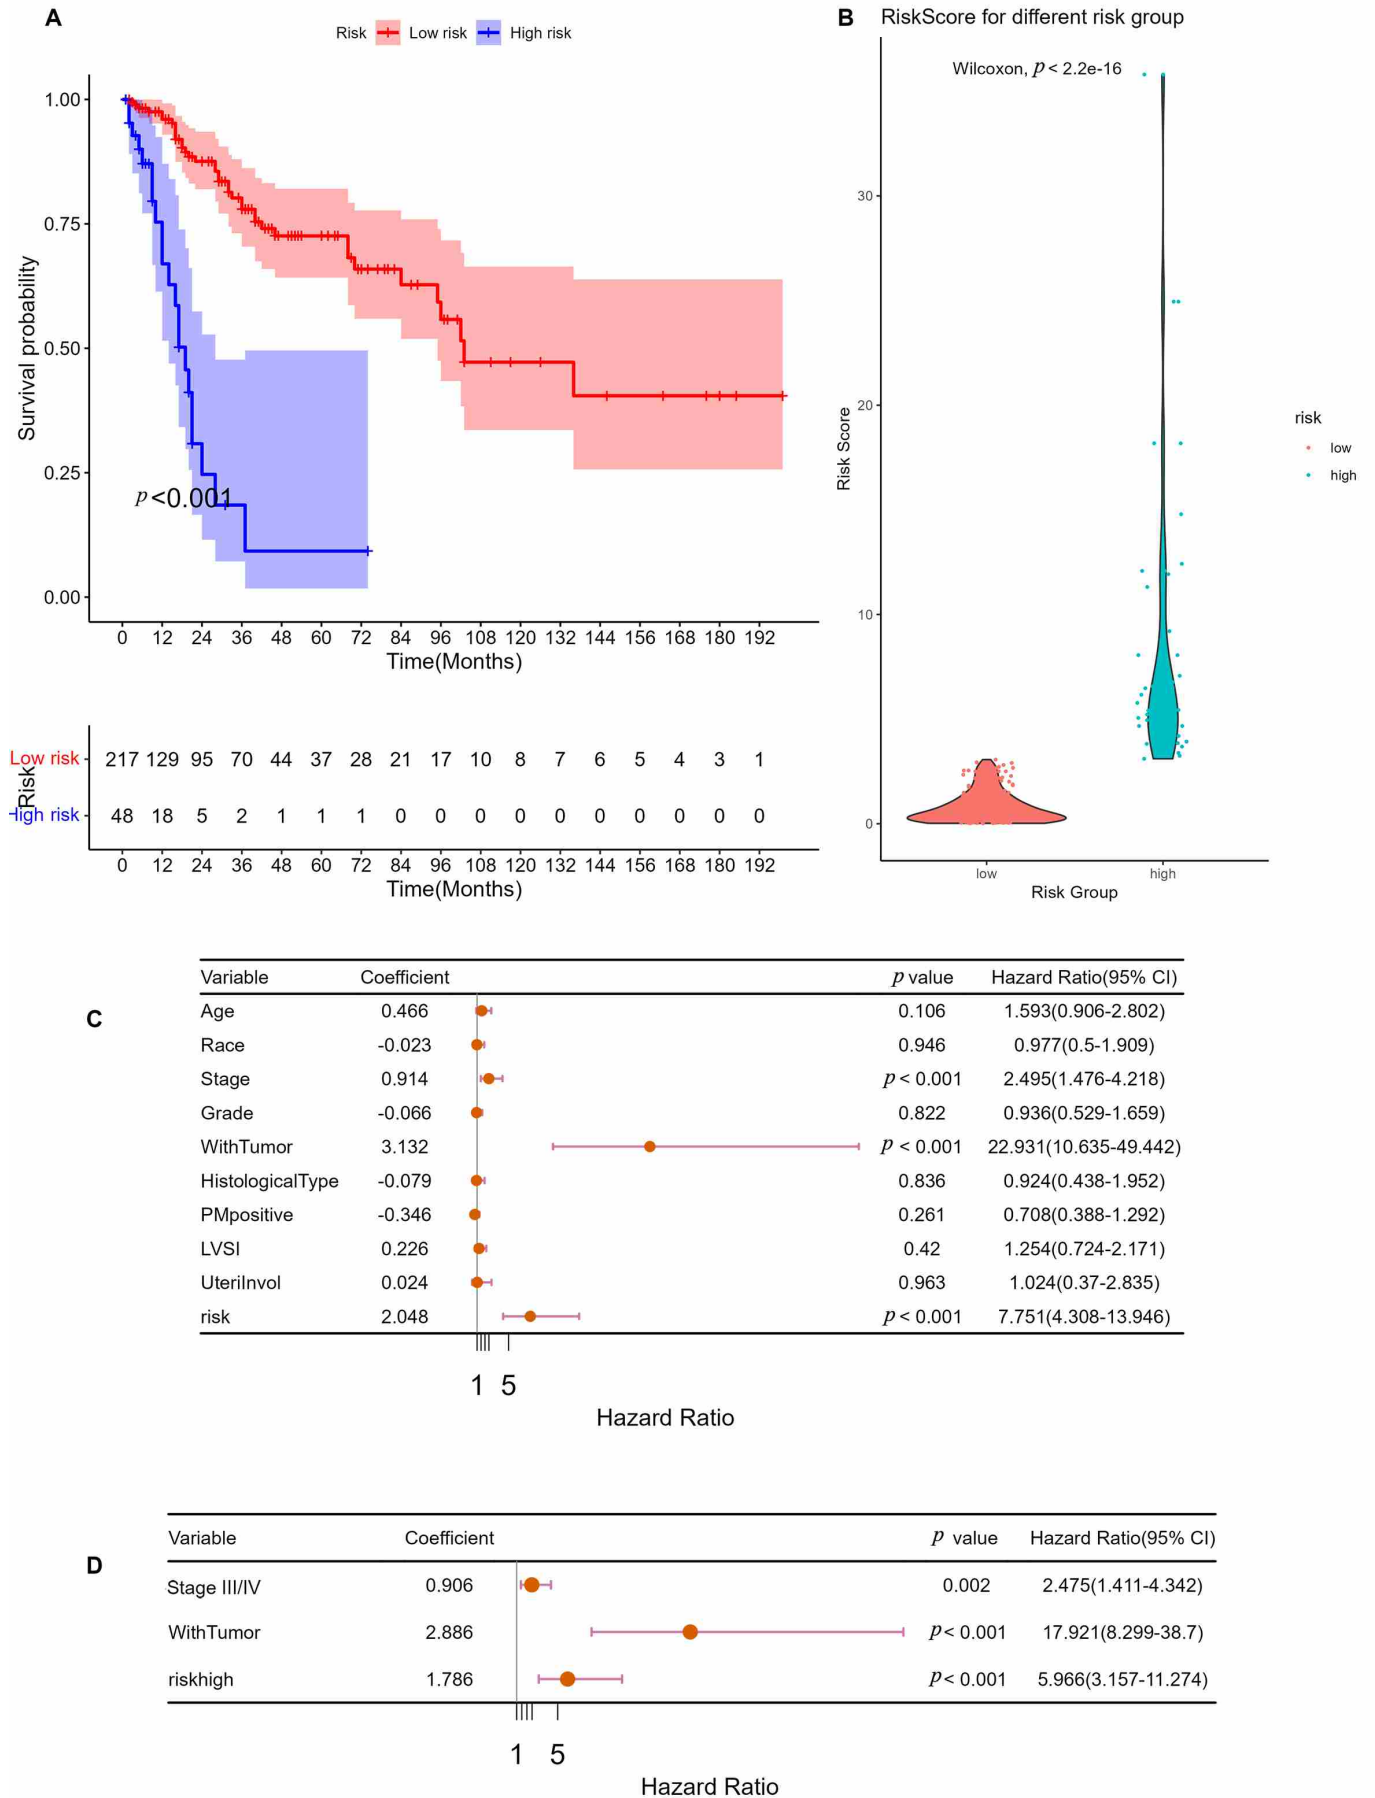 A
Risk Low risk High risk
Survival probability
1.00
0.75
0.50
0.25
0.00
p<0.001
0 12 24 36 48 60 72 84 96 108 120 132 144 156 168 180 192
Time(Months)
Risk
Low risk 217 129 95 70 44 37 28 21 17 10 8 7 6 5 4 3 1
High risk 48 18 5 2 1 1 1 0 0 0 0 0 0 0 0 0 0
0 12 24 36 48 60 72 84 96 108 120 132 144 156 168 180 192
Time(Months)
B RiskScore for different risk group
Wilcoxon, p < 2.2e-16
Risk Score
30
20
10
0
low high
Risk Group
risk
low
high
C
Variable Coefficient p value Hazard Ratio(95% CI)
Age 0.466 0.106 1.593(0.906-2.802)
Race -0.023 0.946 0.977(0.5-1.909)
Stage 0.914 p < 0.001 2.495(1.476-4.218)
Grade -0.066 0.822 0.936(0.529-1.659)
WithTumor 3.132 p < 0.001 22.931(10.635-49.442)
HistologicalType -0.079 0.836 0.924(0.438-1.952)
PMpositive -0.346 0.261 0.708(0.388-1.292)
LVSI 0.226 0.42 1.254(0.724-2.171)
UteriInvol 0.024 0.963 1.024(0.37-2.835)
risk 2.048 p < 0.001 7.751(4.308-13.946)
1 5
Hazard Ratio
D
Variable Coefficient p value Hazard Ratio(95% CI)
Stage III/IV 0.906 0.002 2.475(1.411-4.342)
WithTumor 2.886 p < 0.001 17.921(8.299-38.7)
riskhigh 1.786 p < 0.001 5.966(3.157-11.274)
1 5
Hazard Ratio